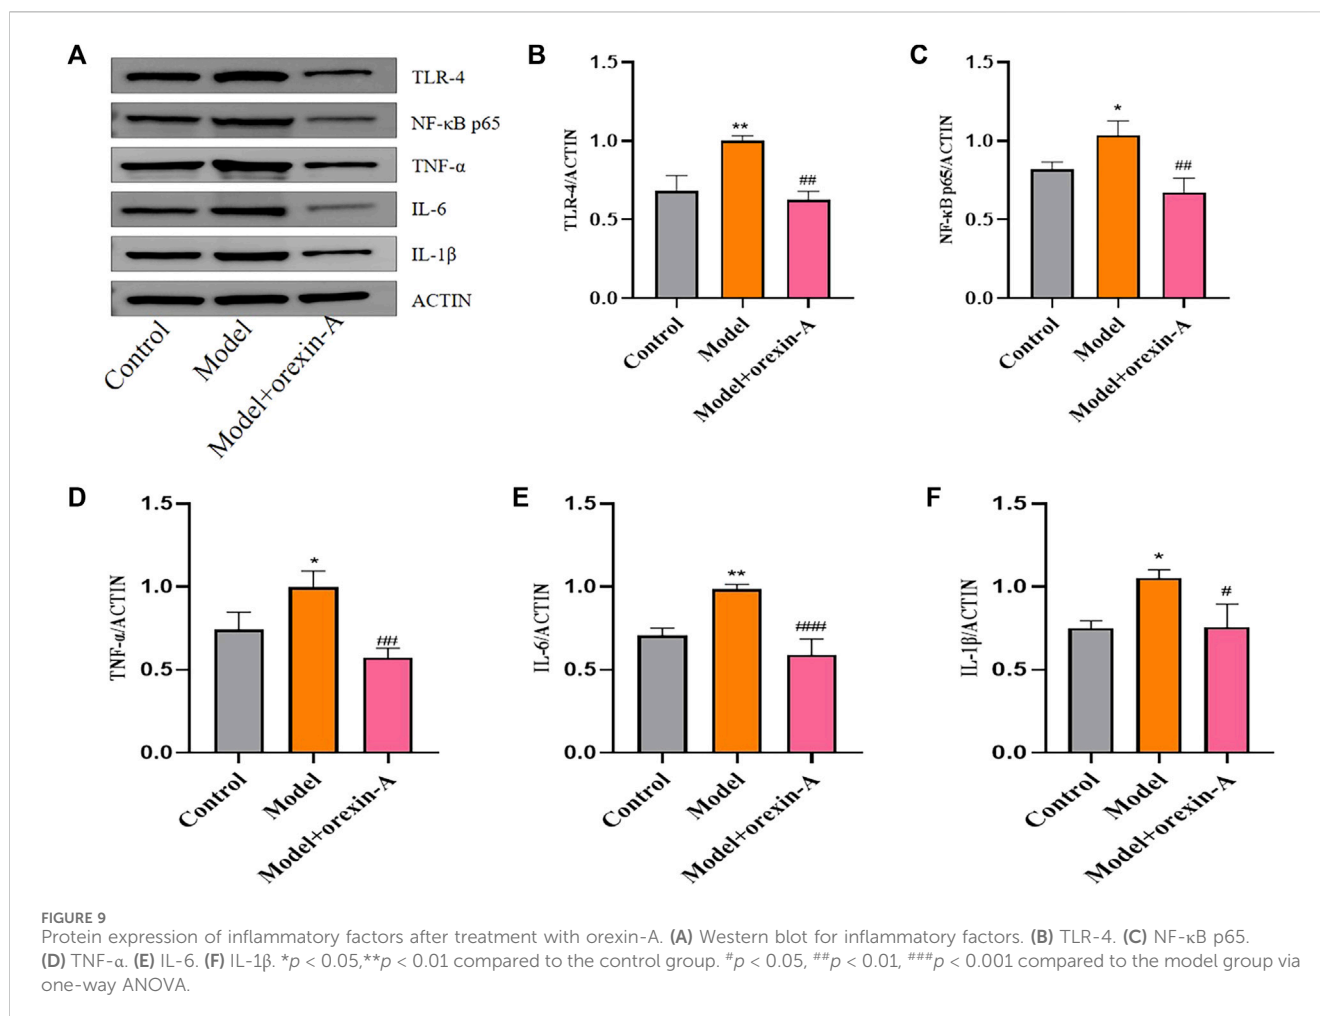 A
TLR-4
NF-κB p65
TNF-α
IL-6
IL-1β
ACTIN
Control
Model
Model+orexin-A
B
TLR-4/ACTIN
1.5
1.0
0.5
0.0
**
##
Control
Model
Model+orexin-A
C
NF-κB p65/ACTIN
1.5
1.0
0.5
0.0
*
##
Control
Model
Model+orexin-A
D
TNF-α/ACTIN
1.5
1.0
0.5
0.0
*
##
Control
Model
Model+orexin-A
E
IL-6/ACTIN
1.5
1.0
0.5
0.0
**
###
Control
Model
Model+orexin-A
F
IL-1β/ACTIN
1.5
1.0
0.5
0.0
*
#
Control
Model
Model+orexin-A
FIGURE 9
Protein expression of inflammatory factors after treatment with orexin-A. (A) Western blot for inflammatory factors. (B) TLR-4. (C) NF-κB p65.
(D) TNF-α. (E) IL-6. (F) IL-1β. *p < 0.05,**p < 0.01 compared to the control group. #p < 0.05, ##p < 0.01, ###p < 0.001 compared to the model group via
one-way ANOVA.